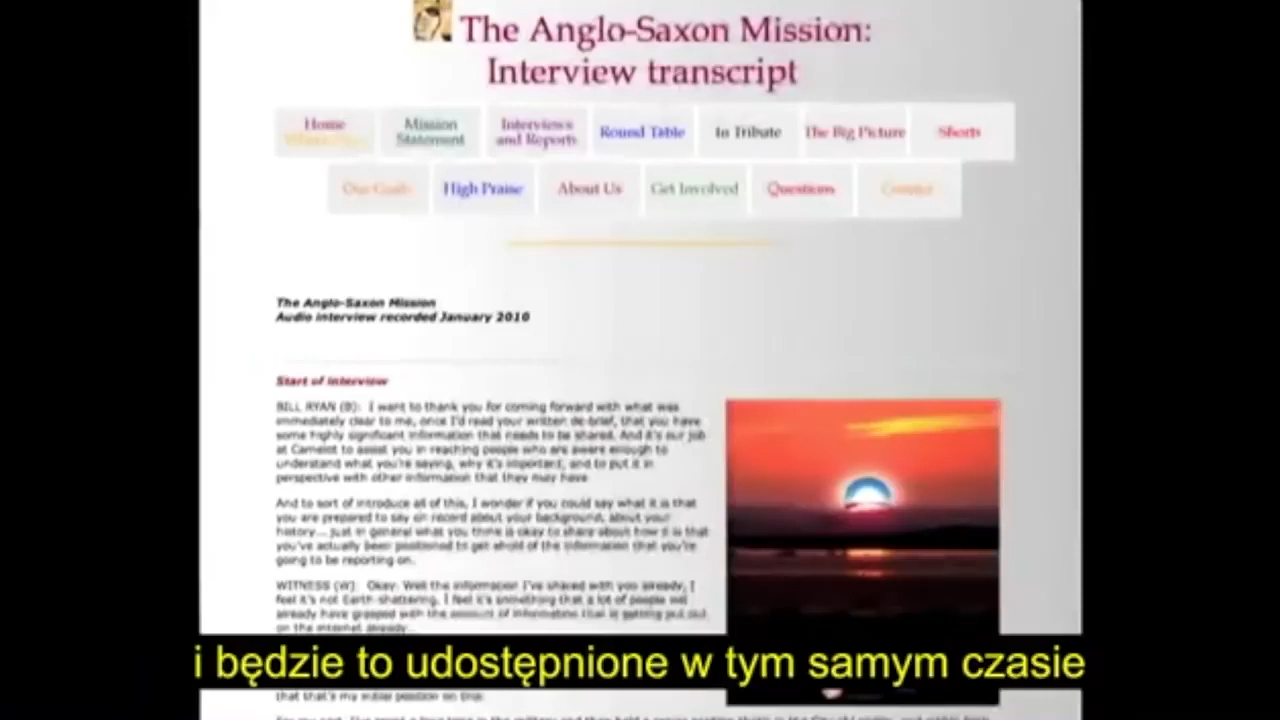 The Anglo-Saxon Mission:
Interview transcript
Home
Mission
Statement
Interviews
and Reports
Round Table
In Tribute
The Big Picture
Shorts
Our Goals
High Praise
About Us
Get Involved
Questions
Contact
The Anglo-Saxon Mission
Audio interview recorded January 2010
Start of interview
BILL RYAN (B): I want to thank you for coming forward with what was
immediately clear to me, once I'd read your written de-brief, that you have
some highly significant information that needs to be shared. And it's our job
at Camelot to assist you in reaching people who are aware enough to
understand what you're saying, why it's important, and to put it in
perspective with other information that they may have
And to sort of introduce all of this, I wonder if you could say what it is that
you are prepared to say on record about your background, about your
history... just in general what you think is okay to share about how it is that
you've actually been positioned to get ahold of the information that you're
going to be reporting on.
WITNESS (W): Okay. Well the information I've shared with you already, I
feel it's not Earth-shattering. I feel it's something that a lot of people will
already have grasped with the amount of information that is getting put out
on the internet already...
i będzie to udostępnione w tym samym czasie
that that's my initial position on this.